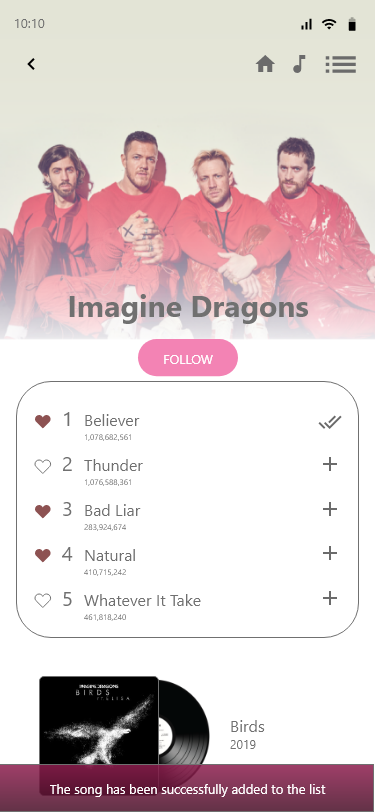 10:10
Imagine Dragons
FOLLOW
1 Believer
1,078,682,561
2 Thunder
1,076,588,361
3 Bad Liar
283,924,674
4 Natural
410,715,242
5 Whatever It Take
461,818,240
IMAGINE DRAGONS
BIRDS
Birds
2019
The song has been successfully added to the list